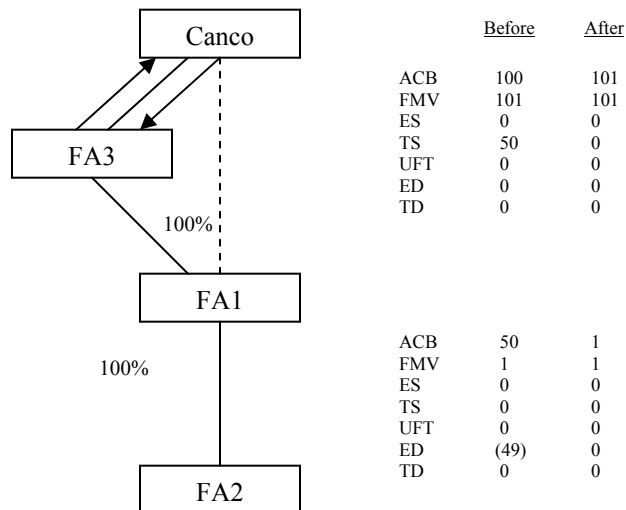 Canco
FA3
100%
FA1
100%
FA2
Before After
ACB 100 101
FMV 101 101
ES 0 0
TS 50 0
UFT 0 0
ED 0 0
TD 0 0
ACB 50 1
FMV 1 1
ES 0 0
TS 0 0
UFT 0 0
ED (49) 0
TD 0 0